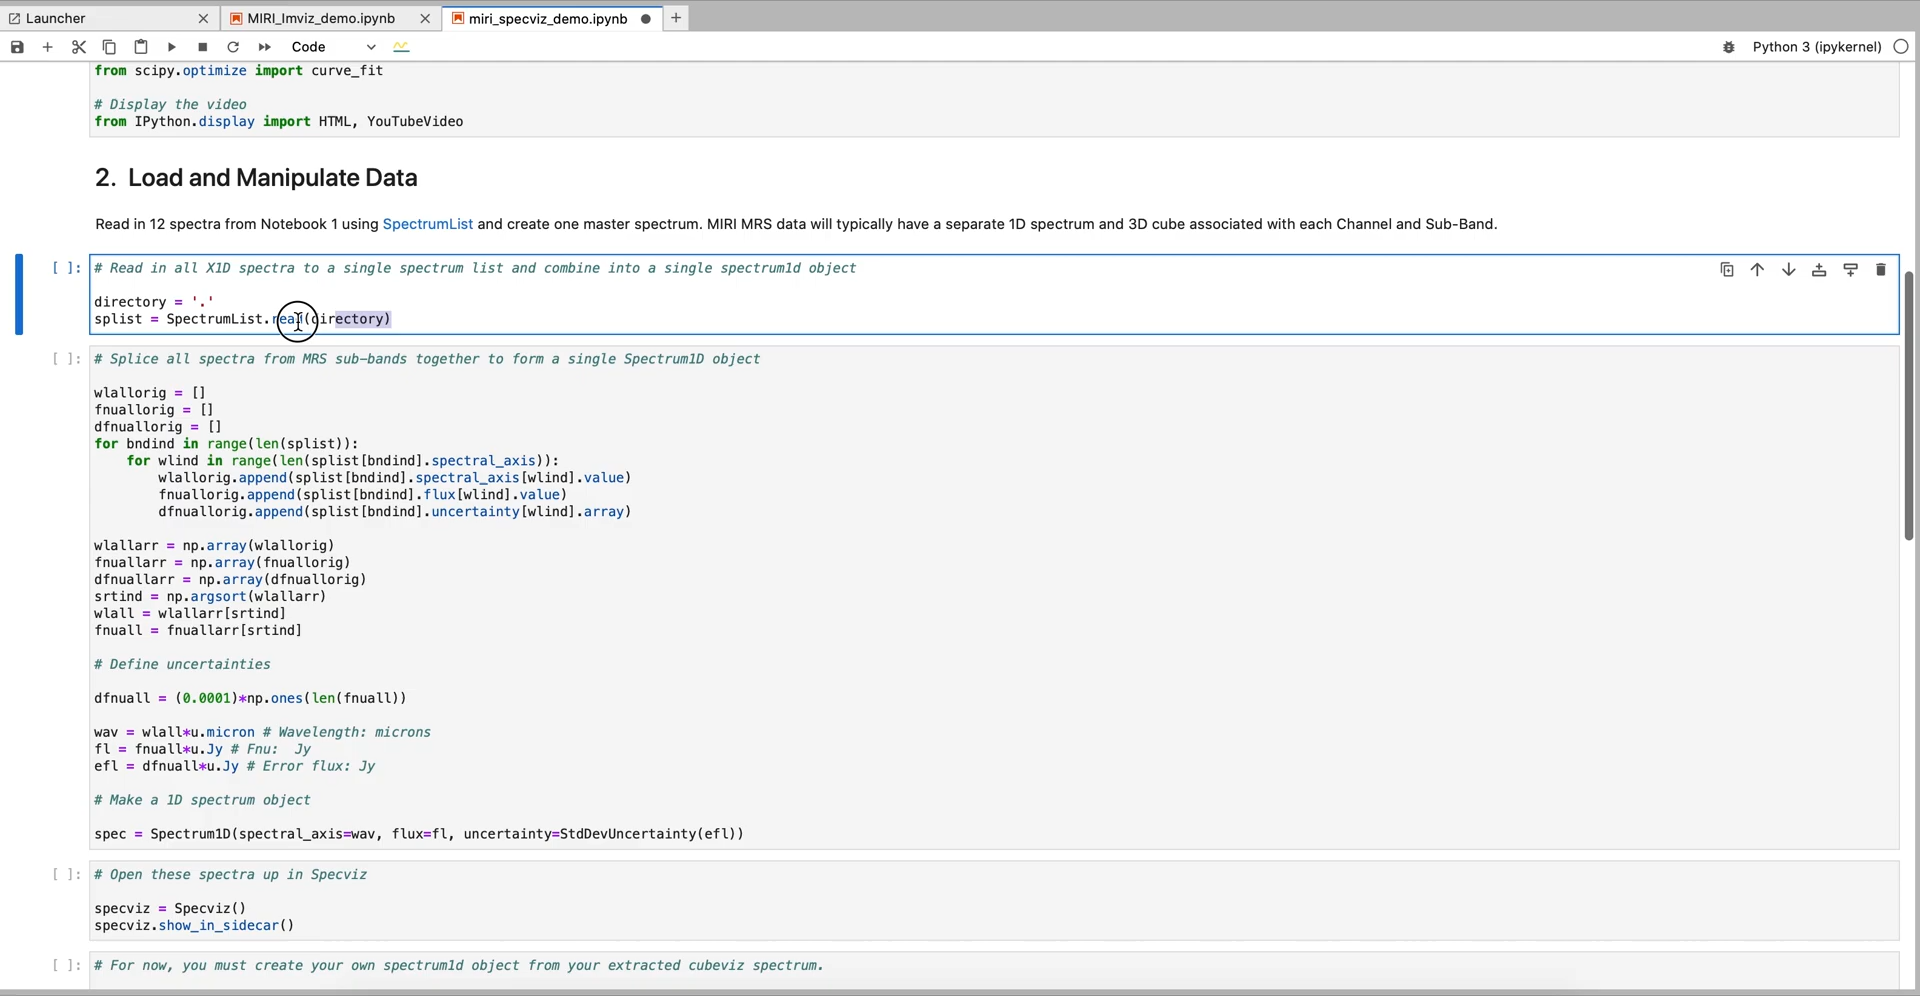 Launcher
MIRI_Imviz_demo.ipynb
miri_specviz_demo.ipynb
Code
Python 3 (ipykernel)
from scipy.optimize import curve_fit
# Display the video
from IPython.display import HTML, YouTubeVideo
2. Load and Manipulate Data
Read in 12 spectra from Notebook 1 using SpectrumList and create one master spectrum. MIRI MRS data will typically have a separate 1D spectrum and 3D cube associated with each Channel and Sub-Band.
[ ]: # Read in all X1D spectra to a single spectrum list and combine into a single spectrum1d object
directory = '.'
splist = SpectrumList.read(directory)
[ ]: # Splice all spectra from MRS sub-bands together to form a single Spectrum1D object
wlallorig = []
fnuallorig = []
dfnuallorig = []
for bndind in range(len(splist)):
    for wlind in range(len(splist[bndind].spectral_axis)):
        wlallorig.append(splist[bndind].spectral_axis[wlind].value)
        fnuallorig.append(splist[bndind].flux[wlind].value)
        dfnuallorig.append(splist[bndind].uncertainty[wlind].array)
wlallarr = np.array(wlallorig)
fnuallarr = np.array(fnuallorig)
dfnuallarr = np.array(dfnuallorig)
srtind = np.argsort(wlallarr)
wlall = wlallarr[srtind]
fnuall = fnuallarr[srtind]
# Define uncertainties
dfnuall = (0.0001)*np.ones(len(fnuall))
wav = wlall*u.micron # Wavelength: microns
fl = fnuall*u.Jy # Fnu:  Jy
efl = dfnuall*u.Jy # Error flux: Jy
# Make a 1D spectrum object
spec = Spectrum1D(spectral_axis=wav, flux=fl, uncertainty=StdDevUncertainty(efl))
[ ]: # Open these spectra up in Specviz
specviz = Specviz()
specviz.show_in_sidecar()
[ ]: # For now, you must create your own spectrum1d object from your extracted cubeviz spectrum.